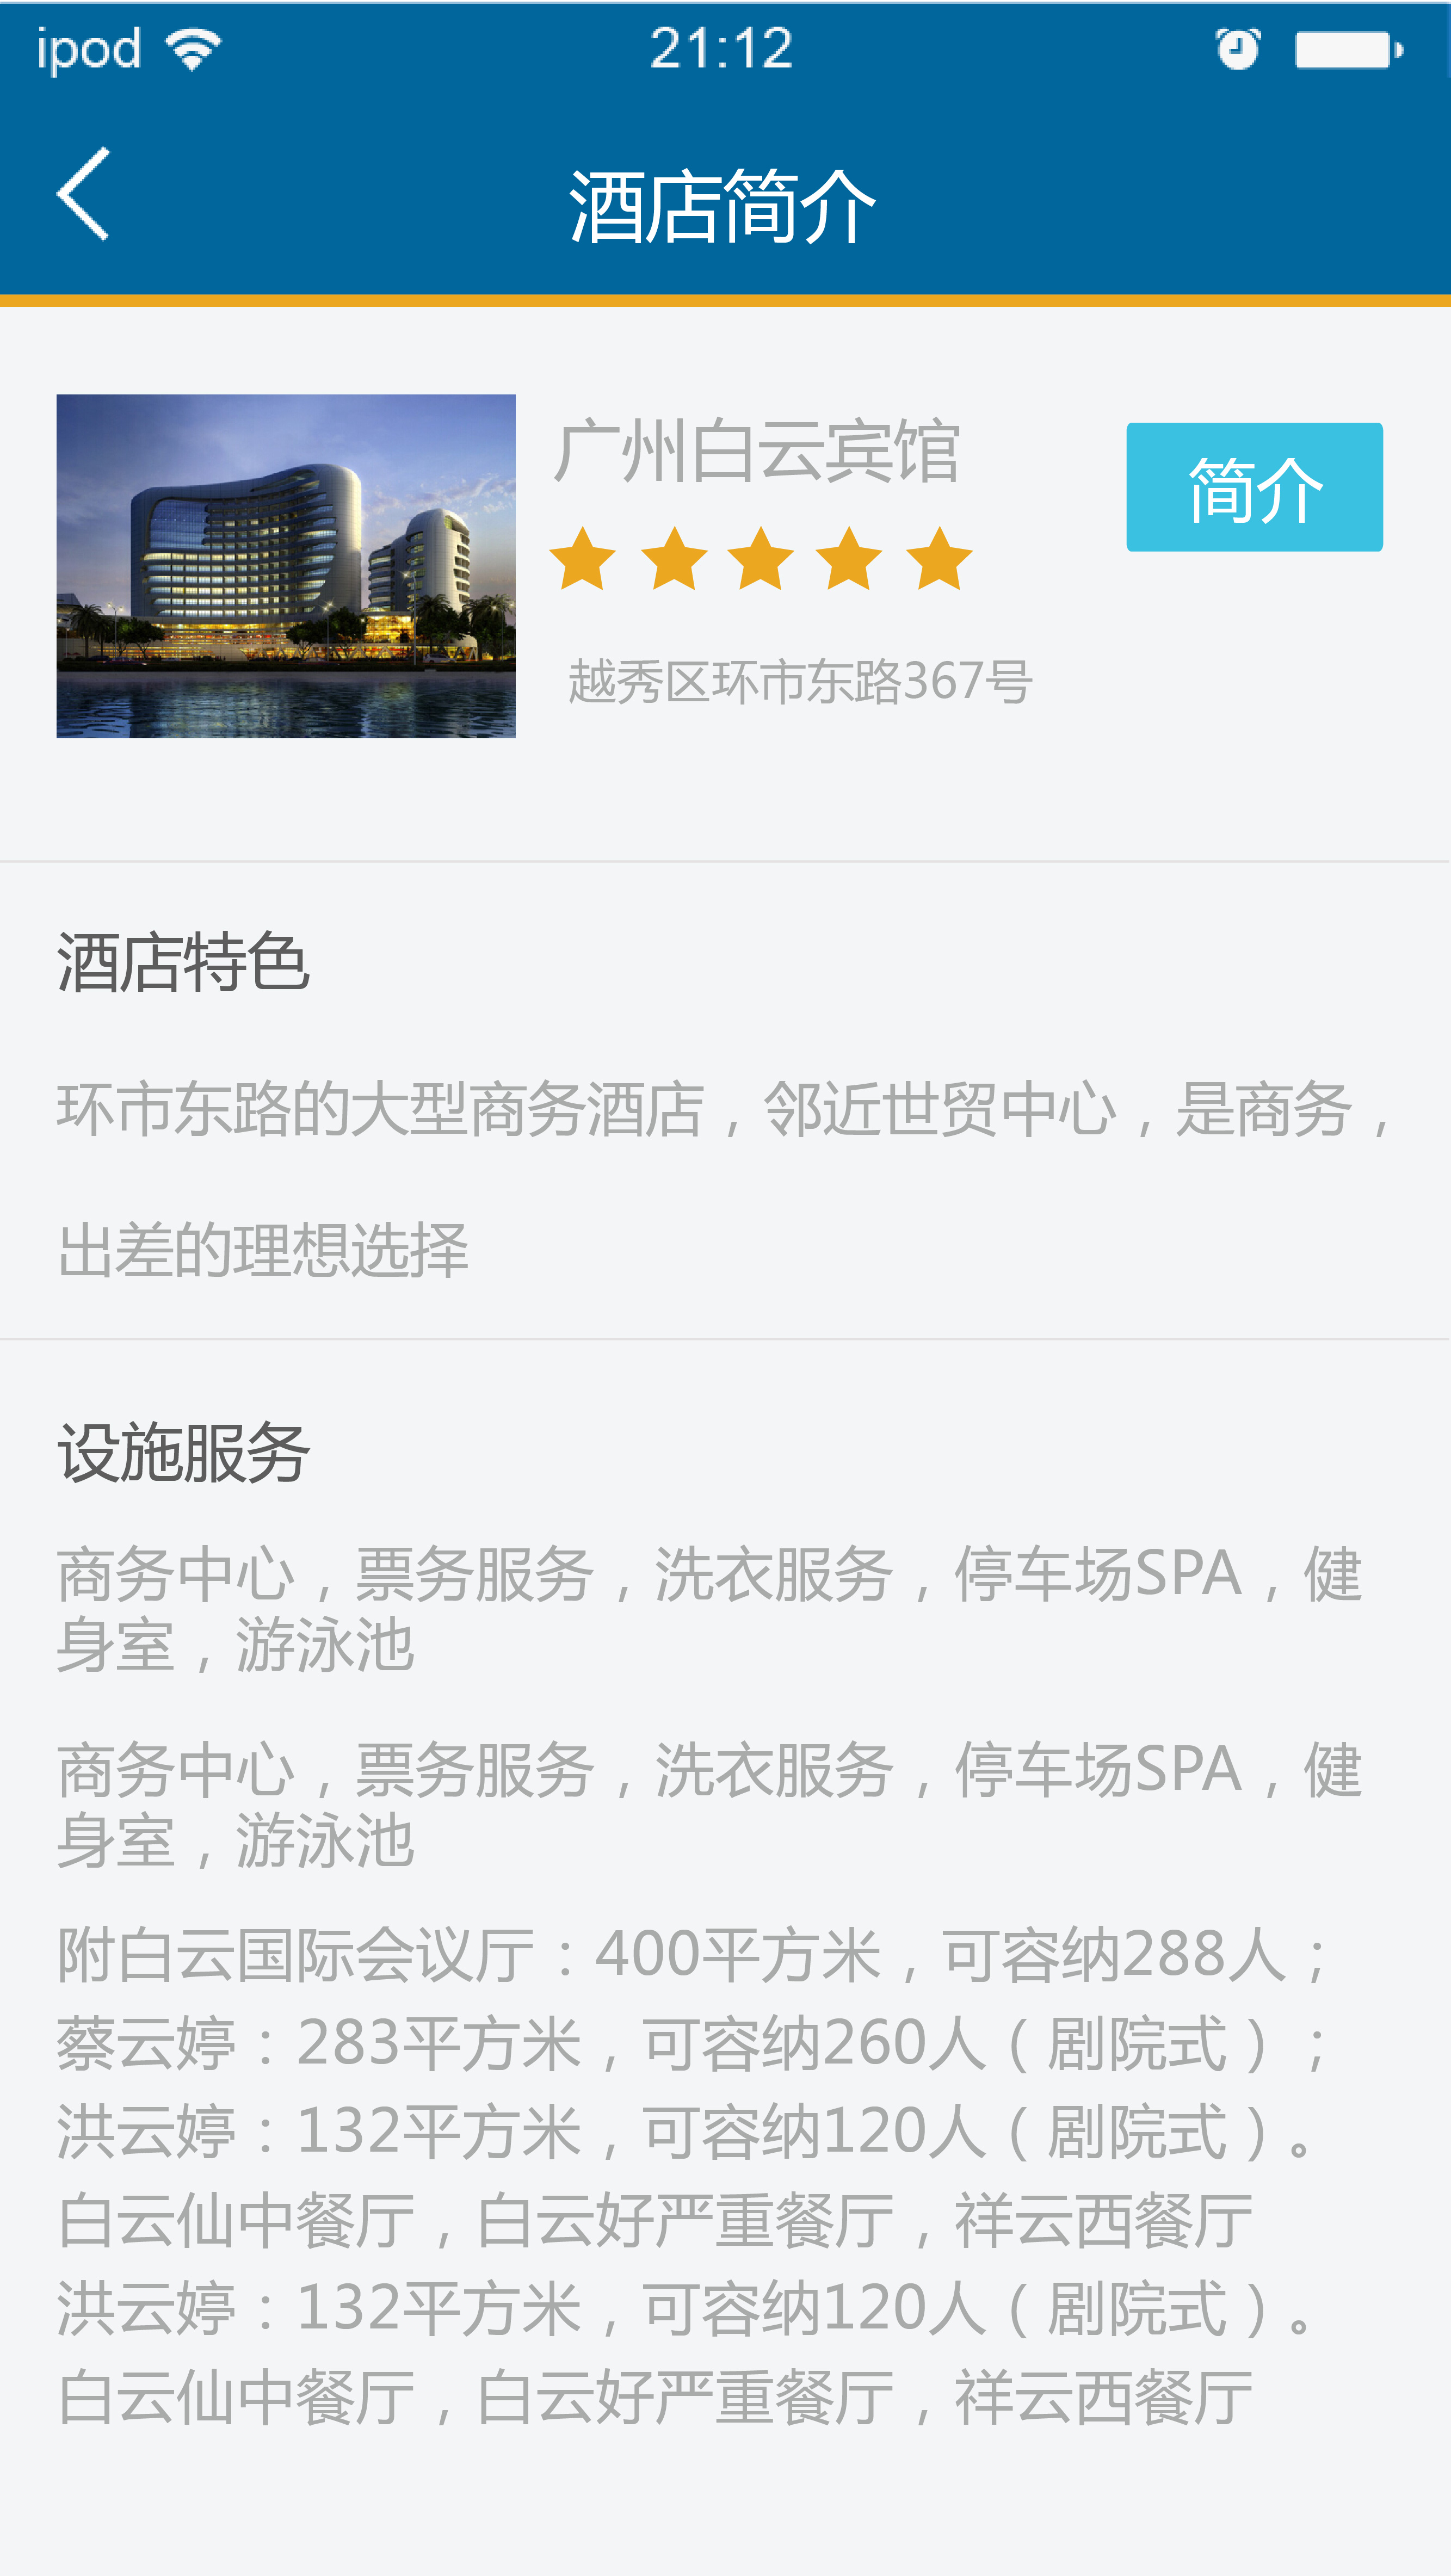 ipod
21:12
酒店简介
广州白云宾馆
简介
越秀区环市东路367号
酒店特色
环市东路的大型商务酒店，邻近世贸中心，是商务，
出差的理想选择
设施服务
商务中心，票务服务，洗衣服务，停车场SPA，健
身室，游泳池
商务中心，票务服务，洗衣服务，停车场SPA，健
身室，游泳池
附白云国际会议厅：400平方米，可容纳288人；
蔡云婷：283平方米，可容纳260人（剧院式）；
洪云婷：132平方米，可容纳120人（剧院式）。
白云仙中餐厅，白云好严重餐厅，祥云西餐厅
洪云婷：132平方米，可容纳120人（剧院式）。
白云仙中餐厅，白云好严重餐厅，祥云西餐厅